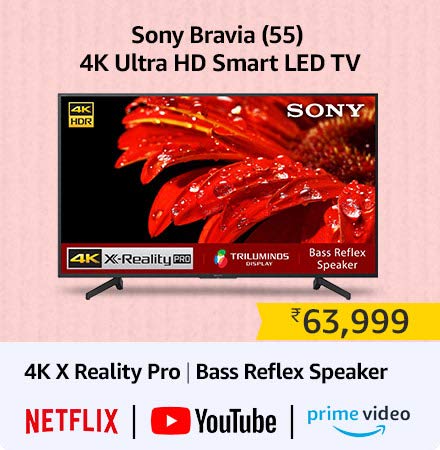 Sony Bravia (55)
4K Ultra HD Smart LED TV
4K
HDR
SONY
4K X-Reality PRO
TRILUMINOS
DISPLAY
Bass Reflex
Speaker
₹63,999
4K X Reality Pro | Bass Reflex Speaker
NETFLIX | YouTube | prime video